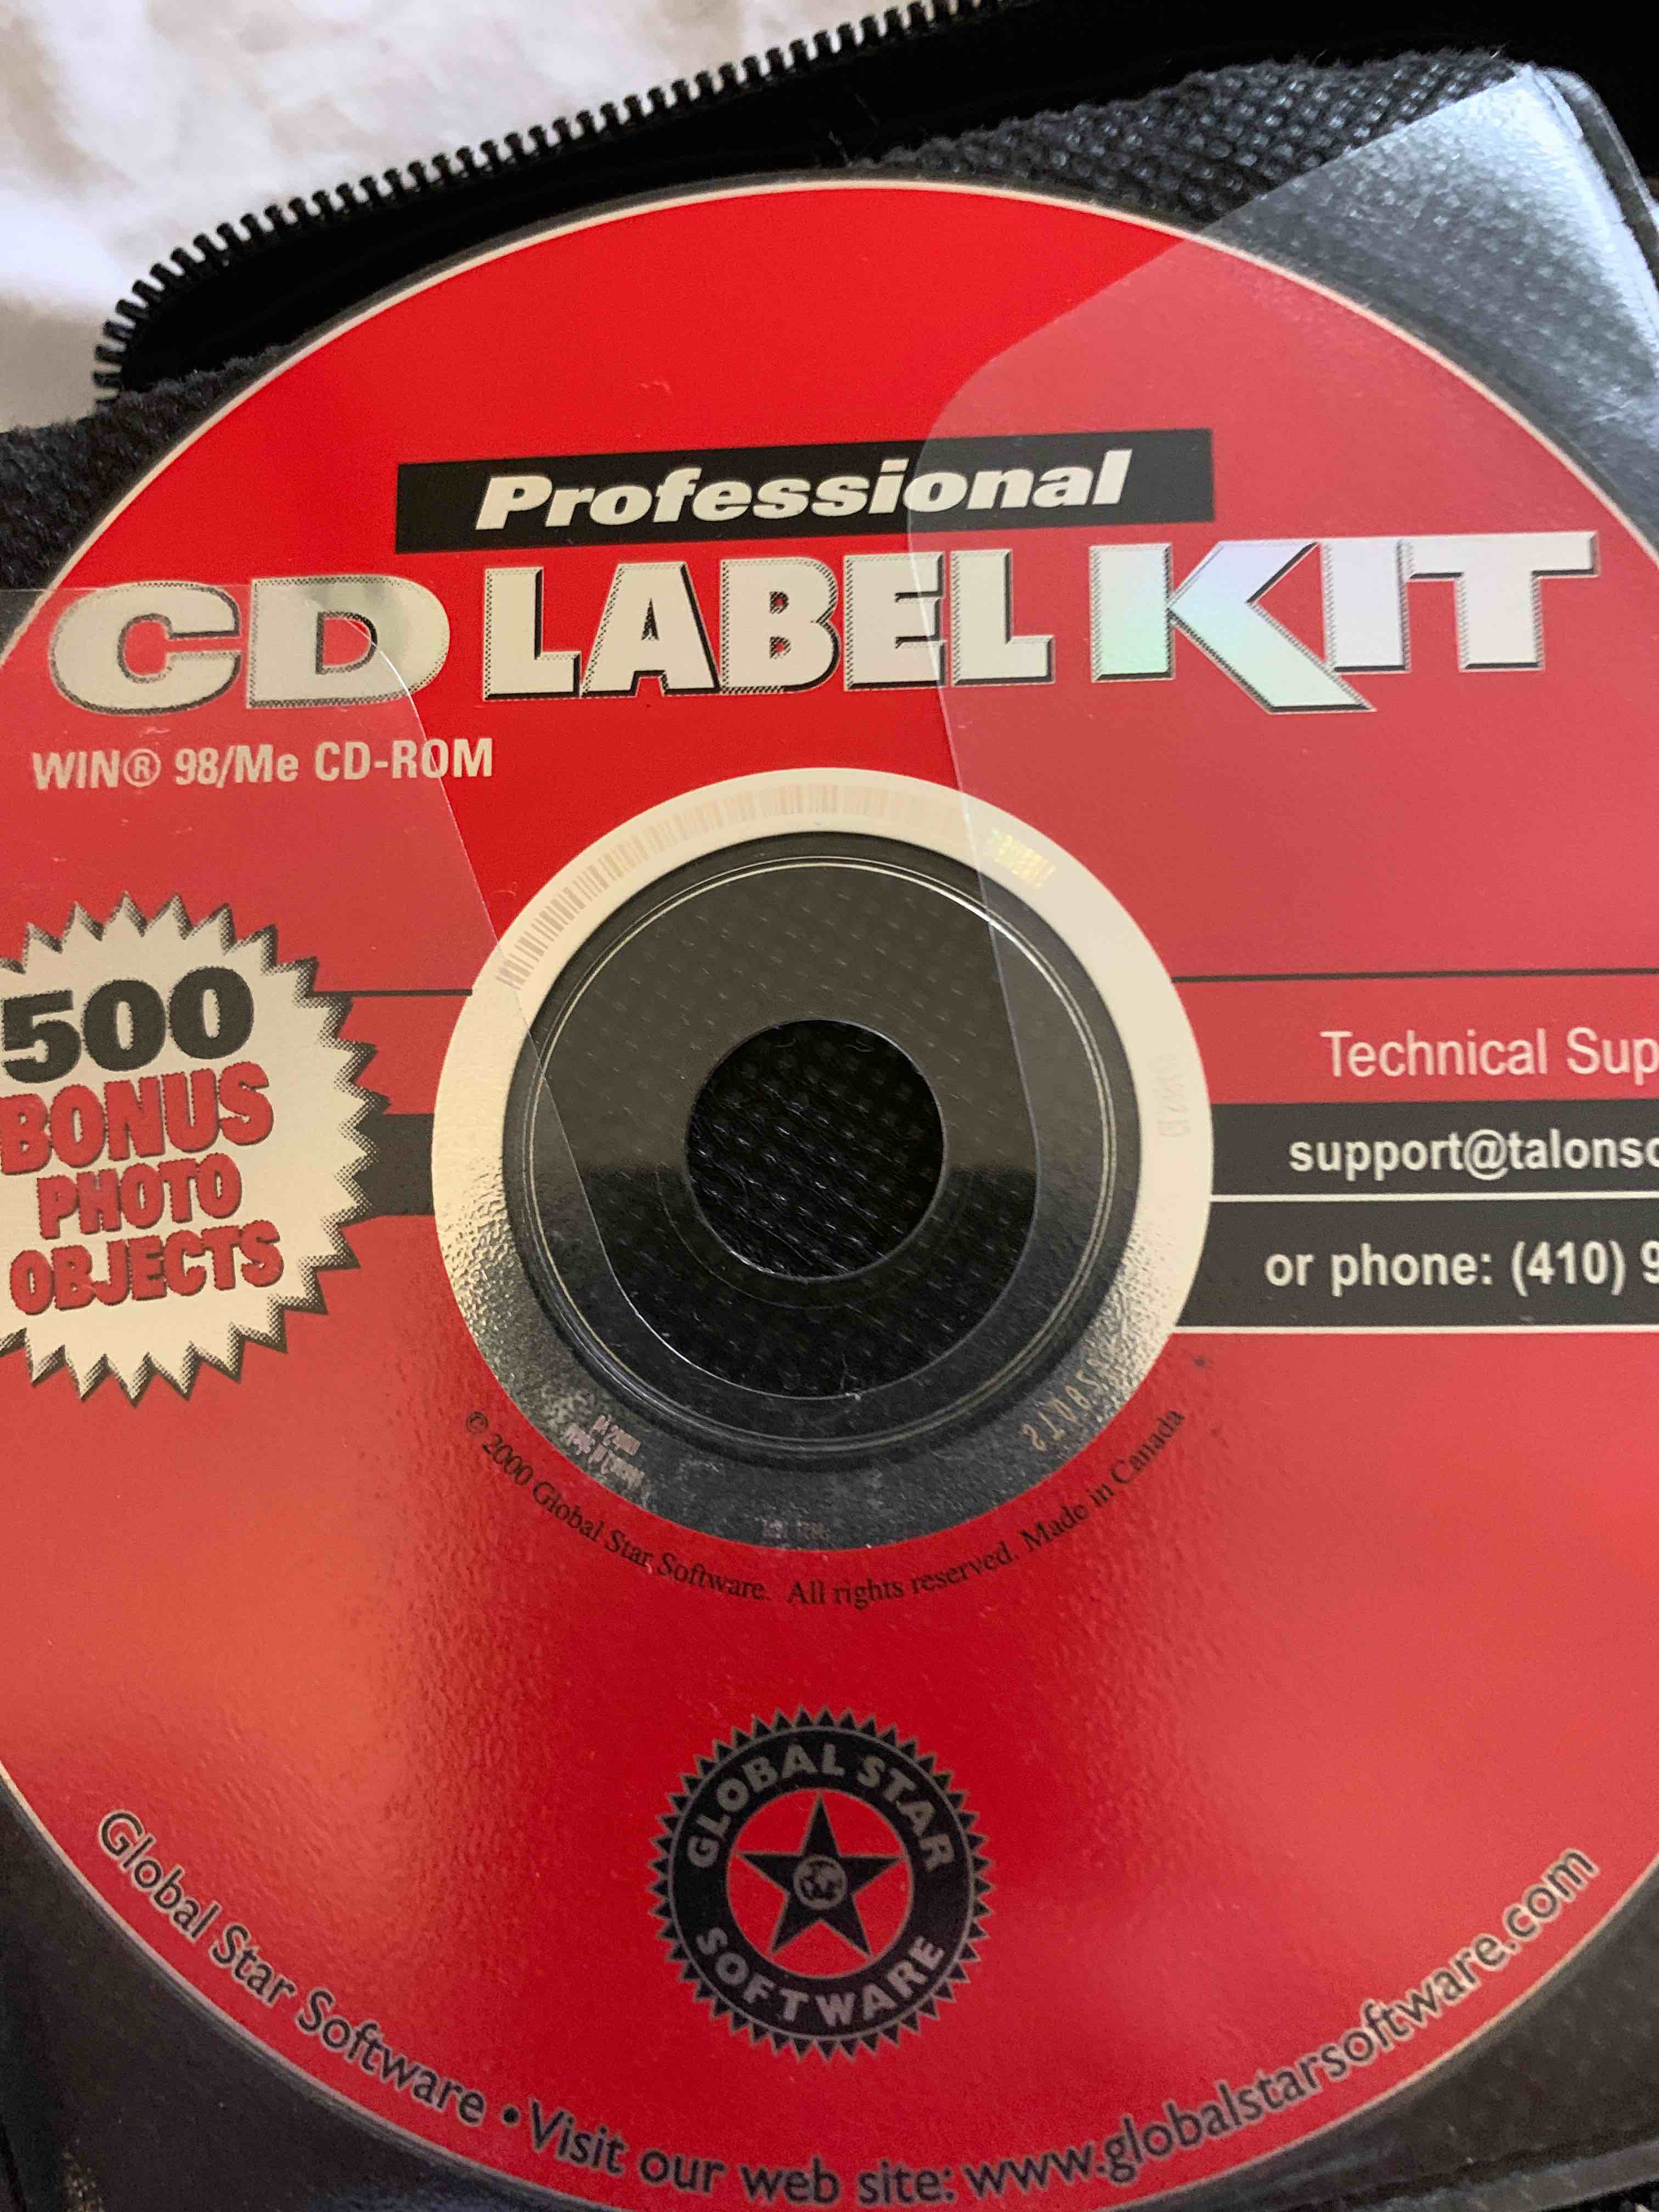 Professional
CD LABEL KIT
WIN® 98/Me CD-ROM
500
BONUS
PHOTO
OBJECTS
Technical Sup
support@talonso
or phone: (410) 9
© 2000 Global Star Software. All rights reserved. Made in Canada
GLOBAL STAR
SOFTWARE
Global Star Software • Visit our web site: www.globalstarsoftware.com